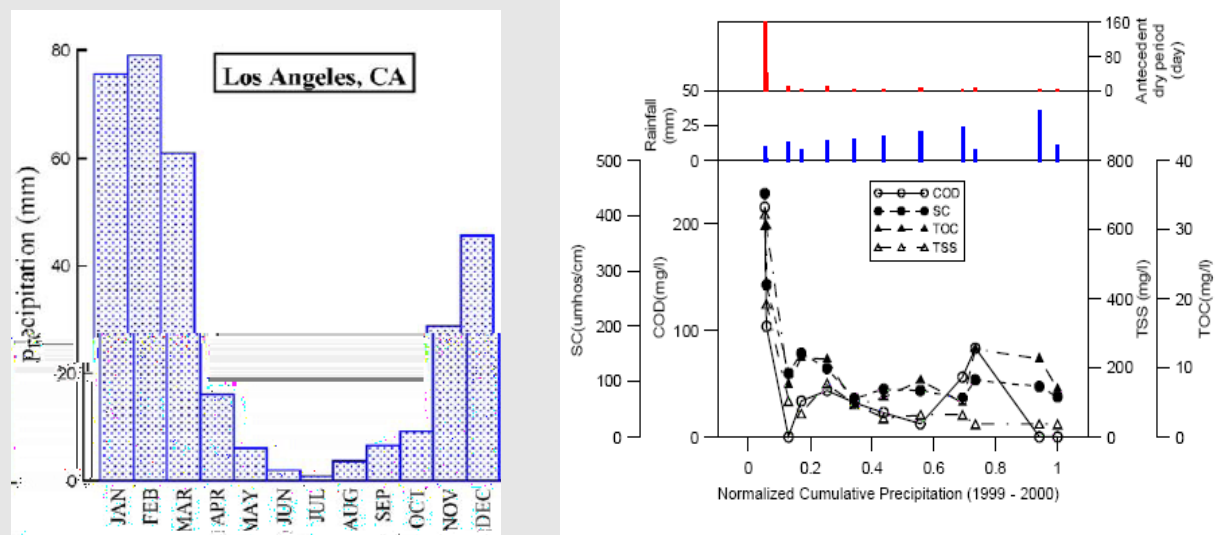 Los Angeles, CA
Precipitation (mm)
80
60
40
20
0
JAN
FEB
MAR
APR
MAY
JUN
JUL
AUG
SEP
OCT
NOV
DEC
160
80
0
Antecedent
dry period
(day)
50
25
0
Rainfall
(mm)
500
400
300
200
100
0
SC(umhos/cm)
200
100
0
COD(mg/l)
COD
SC
TOC
TSS
800
600
400
200
0
TSS (mg/l)
40
30
20
10
0
TOC(mg/l)
0
0.2
0.4
0.6
0.8
1
Normalized Cumulative Precipitation (1999 - 2000)